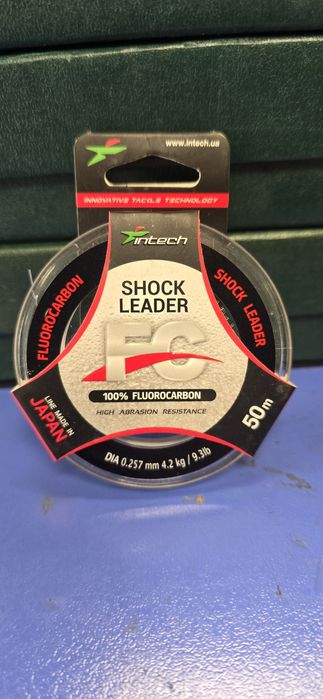 www.intech.ua
INNOVATIVE TACKLE TECHNOLOGY
intech
FLUOROCARBON
SHOCK LEADER
SHOCK
LEADER
FC
100% FLUOROCARBON
HIGH ABRASION RESISTANCE
LINE MADE IN
JAPAN
50m
DIA 0.257 mm 4.2 kg / 9.3lb